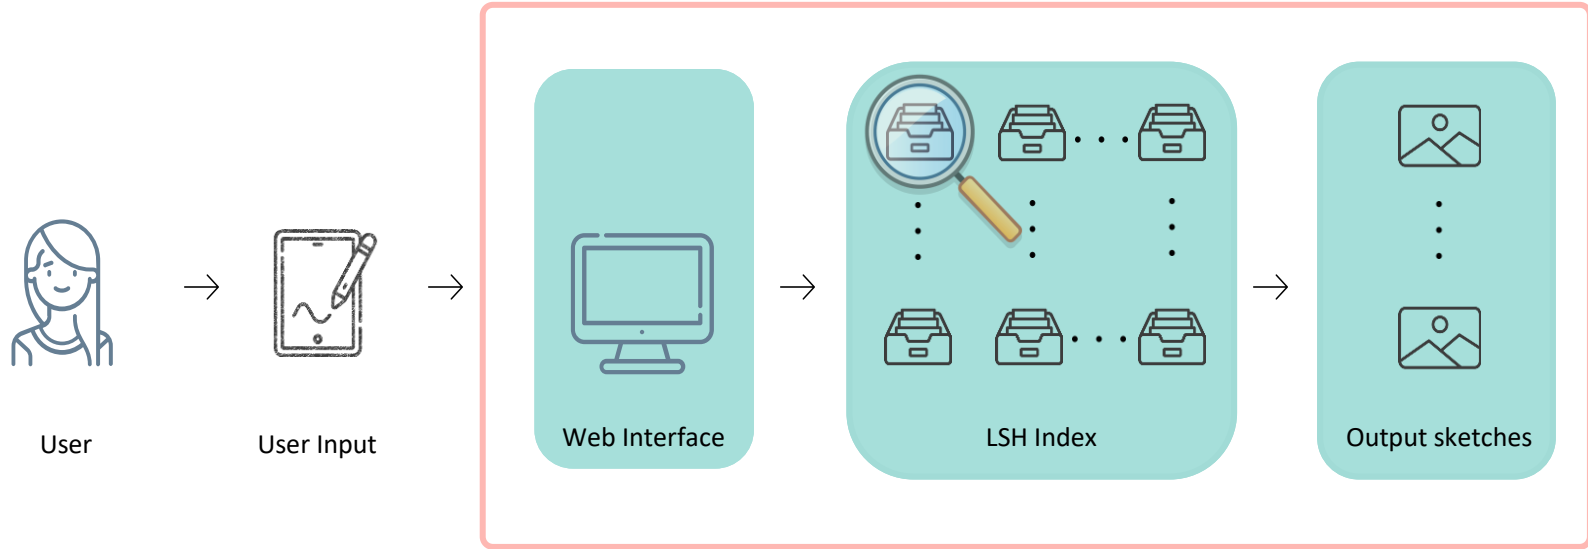 User
User Input
Web Interface
LSH Index
Output sketches